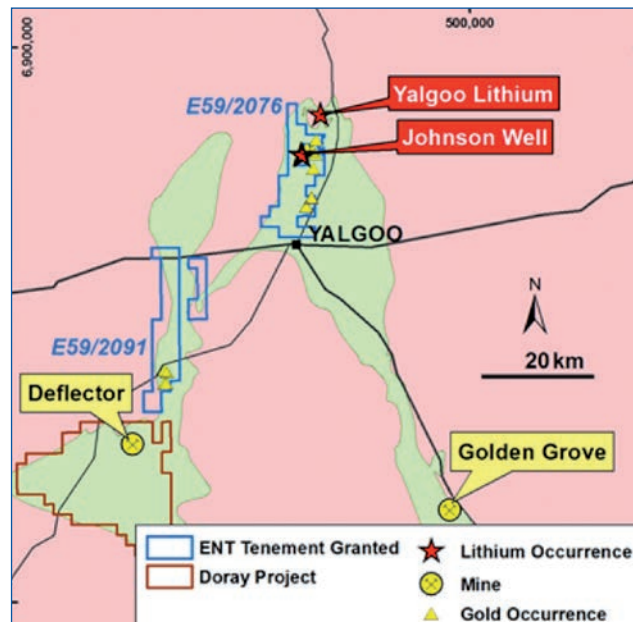 500,000
6,900,000
E59/2076
Yalgoo Lithium
Johnson Well
YALGOO
N
20 km
E59/2091
Deflector
Golden Grove
ENT Tenement Granted
Doray Project
Lithium Occurrence
Mine
Gold Occurrence